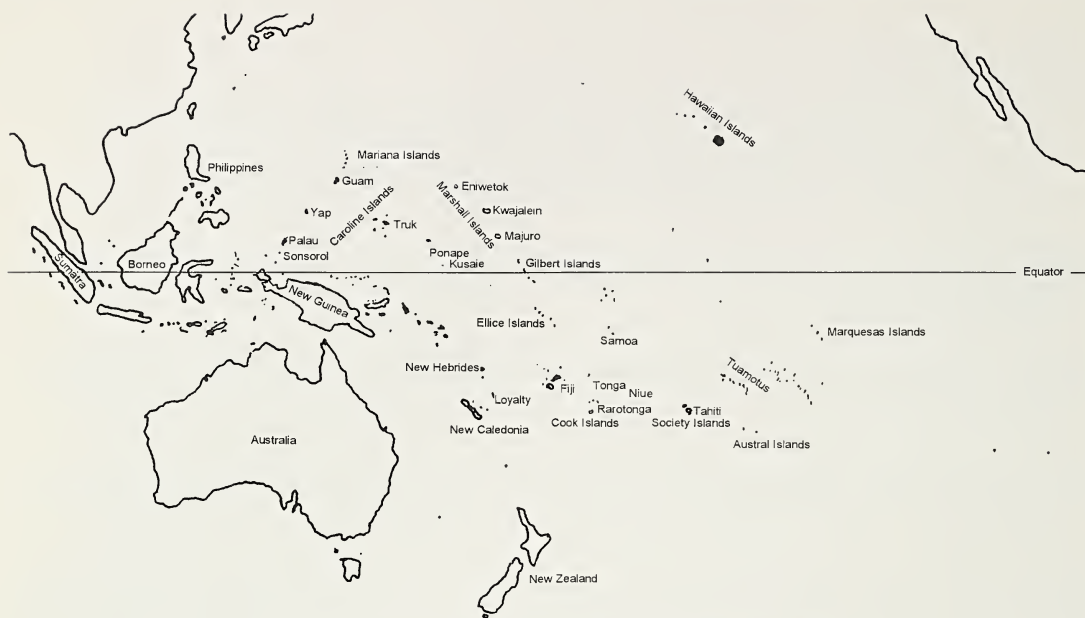 Hawaiian Islands
Mariana Islands
Philippines
Guam
Eniwetok
Caroline Islands
Marshall Islands
Yap
Kwajalein
Truk
Majuro
Palau
Ponape
Sonsorol
Kusaie
Gilbert Islands
Sumatra
Borneo
Equator
New Guinea
Ellice Islands
Samoa
Marquesas Islands
New Hebrides
Tuamotus
Fiji
Tonga
Niue
Loyalty
Rarotonga
Tahiti
New Caledonia
Cook Islands
Society Islands
Australia
Austral Islands
New Zealand